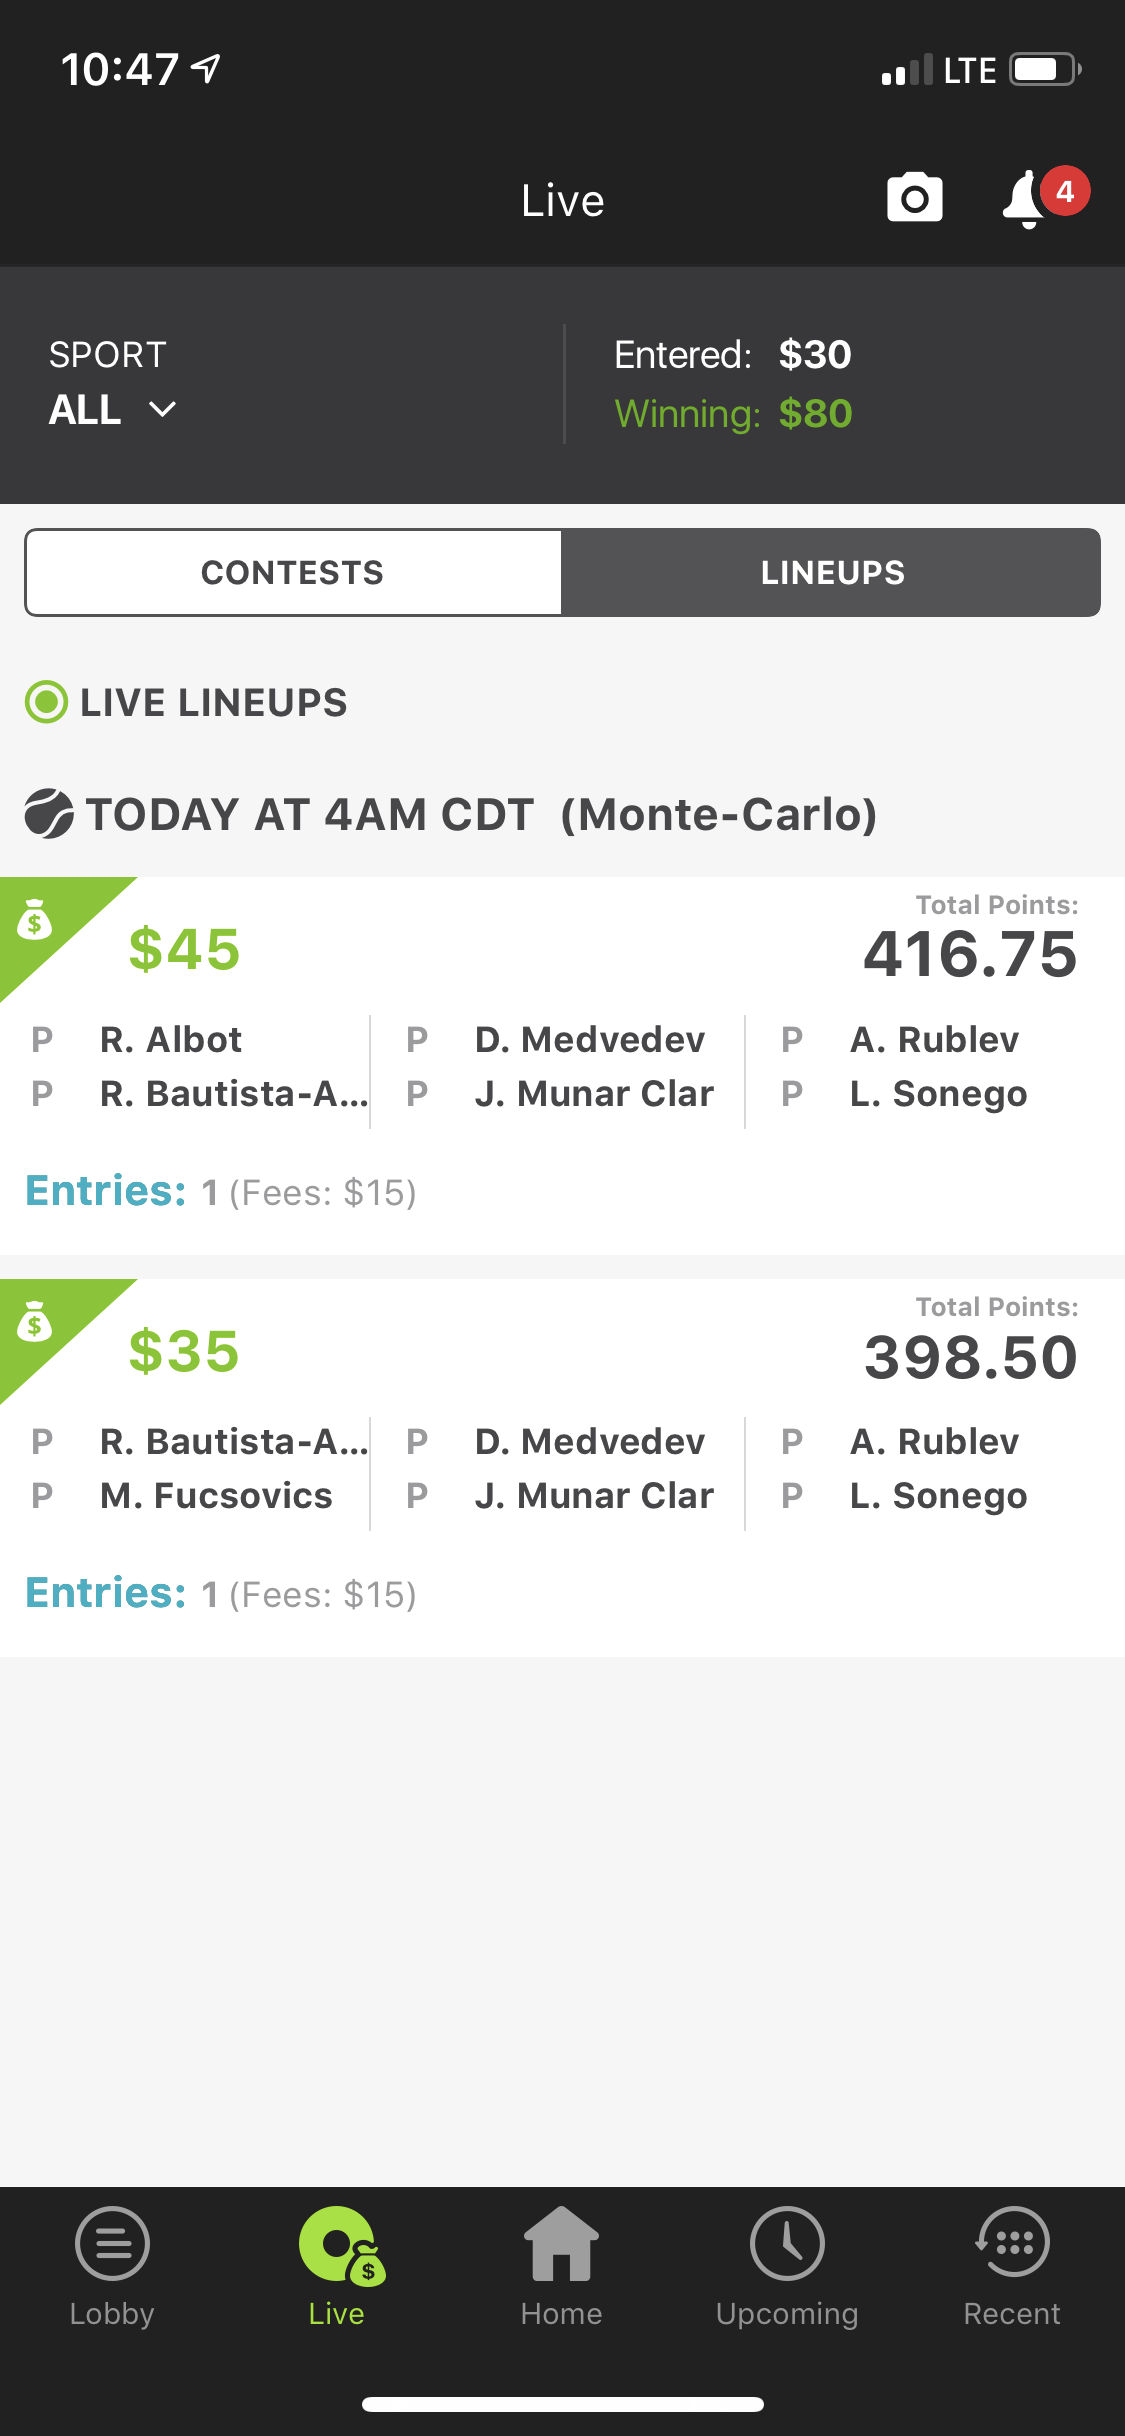 10:47
LTE
Live
4
SPORT
ALL
Entered: $30
Winning: $80
CONTESTS
LINEUPS
LIVE LINEUPS
TODAY AT 4AM CDT (Monte-Carlo)
$
$45
Total Points:
416.75
P R. Albot P D. Medvedev P A. Rublev
P R. Bautista-A... P J. Munar Clar P L. Sonego
Entries: 1 (Fees: $15)
$
$35
Total Points:
398.50
P R. Bautista-A... P D. Medvedev P A. Rublev
P M. Fucsovics P J. Munar Clar P L. Sonego
Entries: 1 (Fees: $15)
$
Lobby Live Home Upcoming Recent